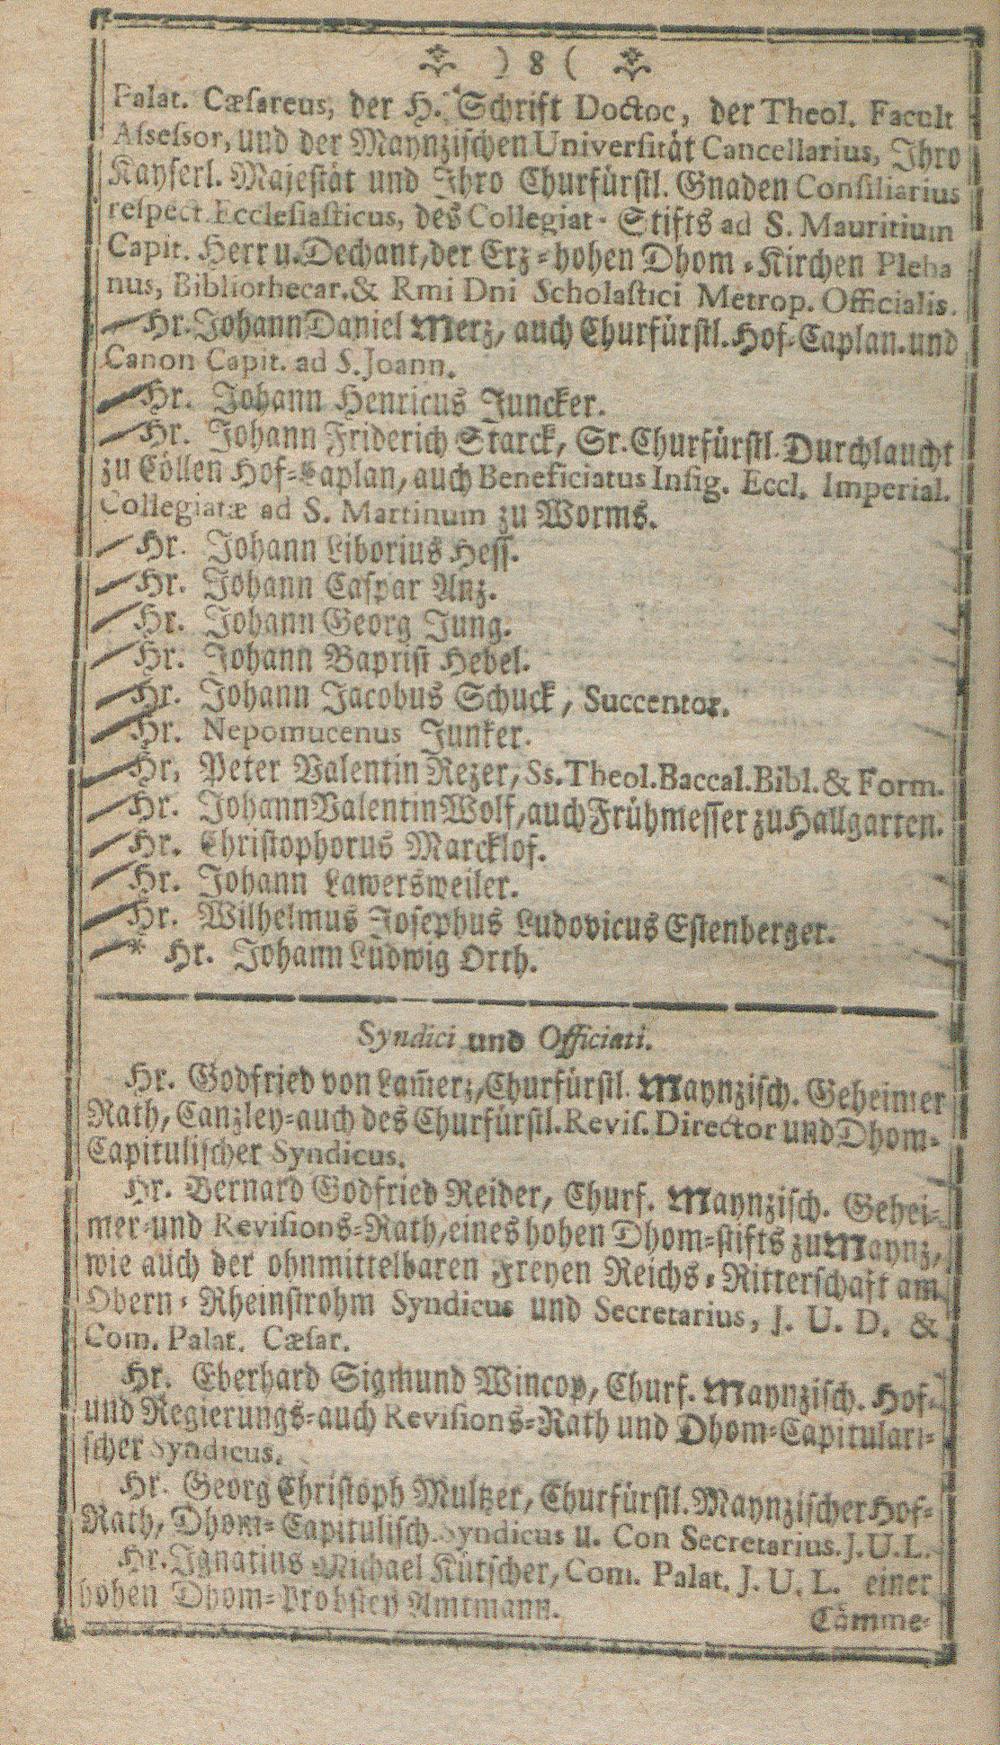 ) 8 (
Palat. Cæsareus, der H. Schrift Doctoc, der Theol. Facult
Assessor, und der Maynzischen Universität Cancellarius, Ihro
Kayserl. Majestät und Ihro Churfürstl. Gnaden Consiliarius
respect. Ecclesiasticus, des Collegiat-Stifts ad S. Mauritium
Capit. Herr u. Dechant, der Erz-hohen Dhom-Kirchen Pleba
nus, Bibliothecar. & Rmi Dni Scholastici Metrop. Officialis.
Hr. Johann Daniel Merz, auch Churfürstl. Hof-Caplan. und
Canon Capit. ad S. Joann.
Hr. Johann Henricus Juncker.
Hr. Johann Friderich Starck, Sr. Churfürstl. Durchlaucht
zu Cöllen Hof-Caplan, auch Beneficiatus Insig. Eccl. Imperial.
Collegiatæ ad S. Martinum zu Worms.
Hr. Johann Liborius Hess.
Hr. Johann Caspar Anz.
Hr. Johann Georg Jung.
Hr. Johann Baptist Hebel.
Hr. Johann Jacobus Schuck, Succentor.
Hr. Nepomucenus Junker.
Hr. Peter Valentin Rezer, Ss. Theol. Baccal. Bibl. & Form.
Hr. Johann Valentin Wolf, auch Frühmesser zu Hallgarten.
Hr. Christophorus Marcklof.
Hr. Johann Lawersweiler.
Hr. Wilhelmus Josephus Ludovicus Estenberger.
* Hr. Johann Ludwig Orth.
Syndici und Officiati.
Hr. Godfried von Lam̃erz, Churfürstl. Maynzisch. Geheimer
Rath, Canzley-auch des Churfürstl. Revis. Director und Dhom-
Capitulischer Syndicus.
Hr. Bernard Godfried Reider, Churf. Maynzisch. Gehei-
mer-und Revisions-Rath, eines hohen Dhom-stifts zu Maynz,
wie auch der ohnmittelbaren Freyen Reichs-Ritterschaft am
Obern-Rheinstrohm Syndicus und Secretarius, J. U. D. &
Com. Palat. Cæsar.
Hr. Eberhard Sigmund Wincop, Churf. Maynzisch. Hof-
und Regierungs-auch Revisions-Rath und Dhom-Capitulari-
scher Syndicus.
Hr. Georg Christoph Multzer, Churfürstl. Maynzischer Hof-
Rath, Dhom-Capitulisch. Syndicus u. Con Secretarius. J. U. L.
Hr. Ignatius Michael Kütscher, Com. Palat. J. U. L. einer
hohen Dhom-Probstey Amtmann.
Comme-